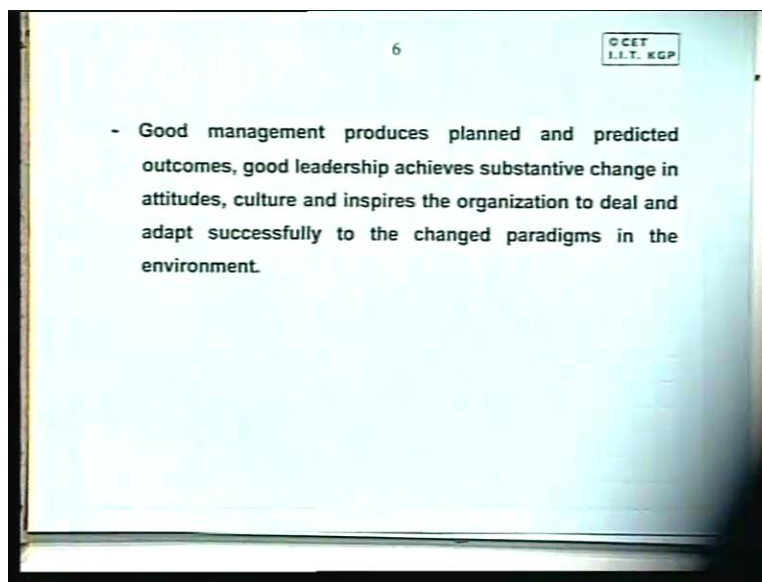 6
© CET
I.I.T. KGP
- Good management produces planned and predicted
outcomes, good leadership achieves substantive change in
attitudes, culture and inspires the organization to deal and
adapt successfully to the changed paradigms in the
environment.